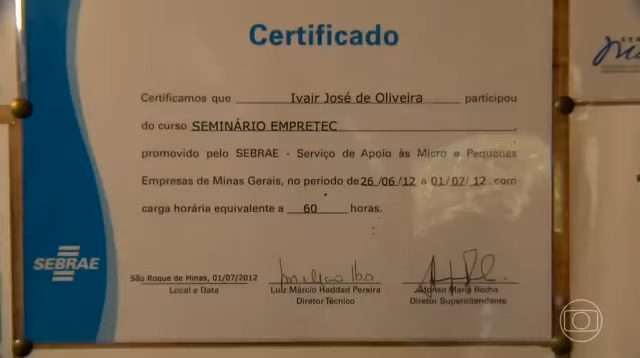 Certificado
Certificamos que Ivair José de Oliveira participou
do curso SEMINÁRIO EMPRETEC,
promovido pelo SEBRAE - Serviço de Apoio às Micro e Pequenas
Empresas de Minas Gerais, no período de 26/06/12 a 01/07/12, com
carga horária equivalente a 60 horas.
SEBRAE
São Roque de Minas, 01/07/2012
Local e Data
Luiz Márcio Haddad Pereira
Diretor Técnico
Afonso Maria Rocha
Diretor Superintendente